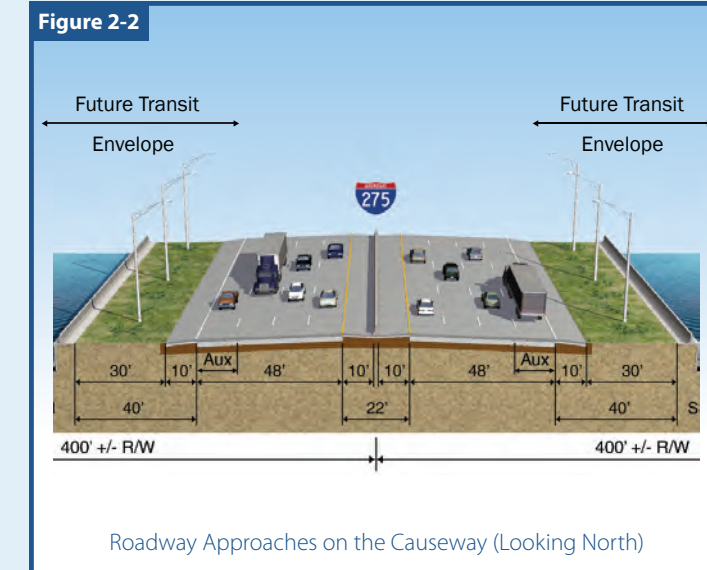 Figure 2-2
Future Transit
Envelope
Future Transit
Envelope
275
Aux
Aux
30' 10' 48' 10' 10' 48' 10' 30'
40' 22' 40' S
400' +/- R/W 400' +/- R/W
Roadway Approaches on the Causeway (Looking North)